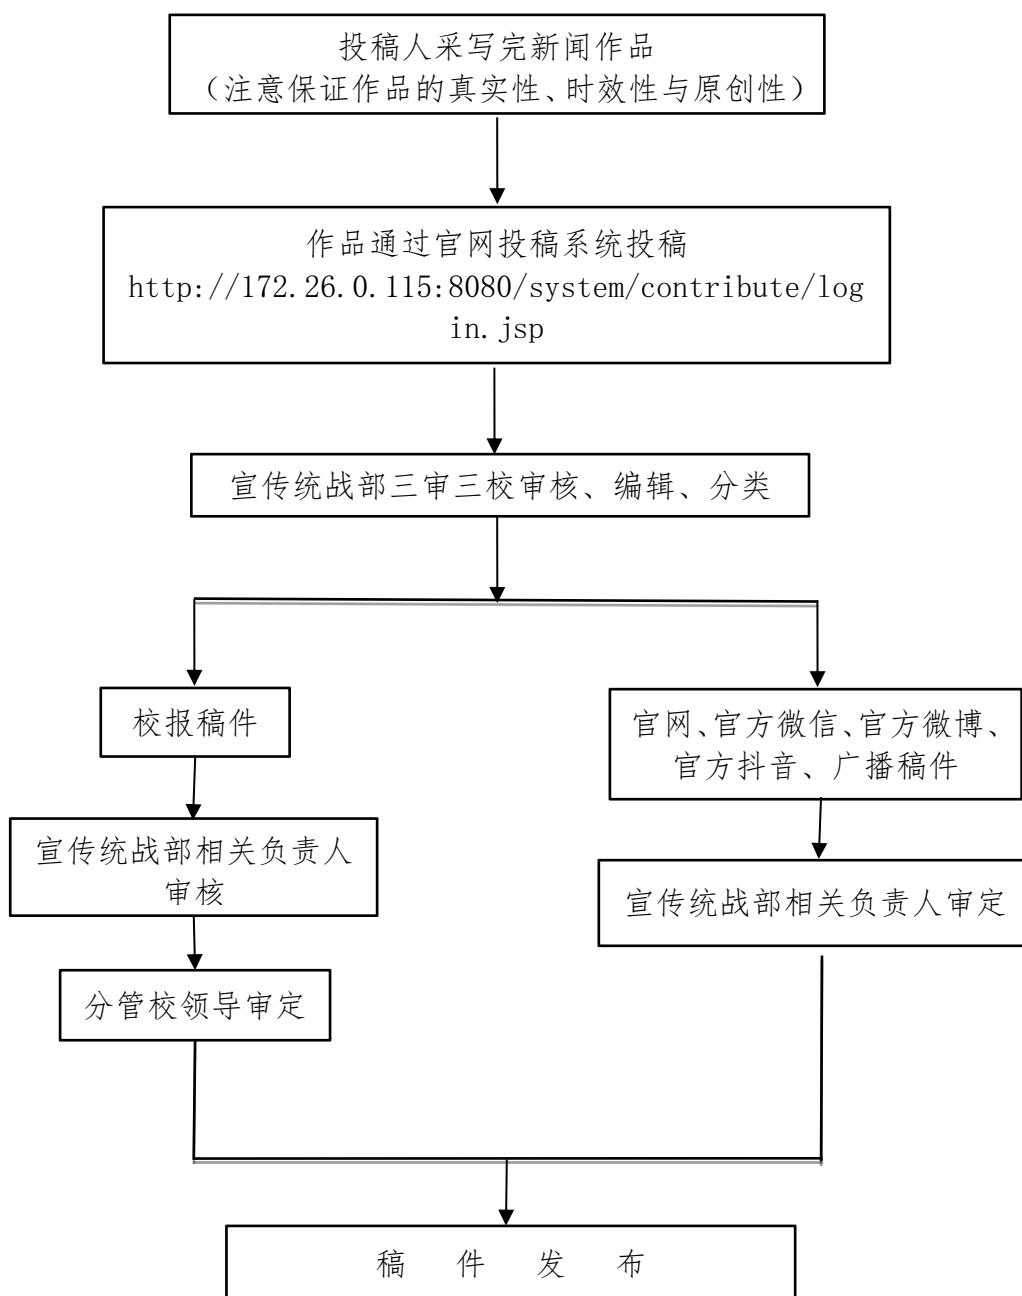 投稿人采写完新闻作品
（注意保证作品的真实性、时效性与原创性）
作品通过官网投稿系统投稿
http://172.26.0.115:8080/system/contribute/log
in.jsp
宣传统战部三审三校审核、编辑、分类
校报稿件
官网、官方微信、官方微博、
官方抖音、广播稿件
宣传统战部相关负责人
审核
宣传统战部相关负责人审定
分管校领导审定
稿 件 发 布